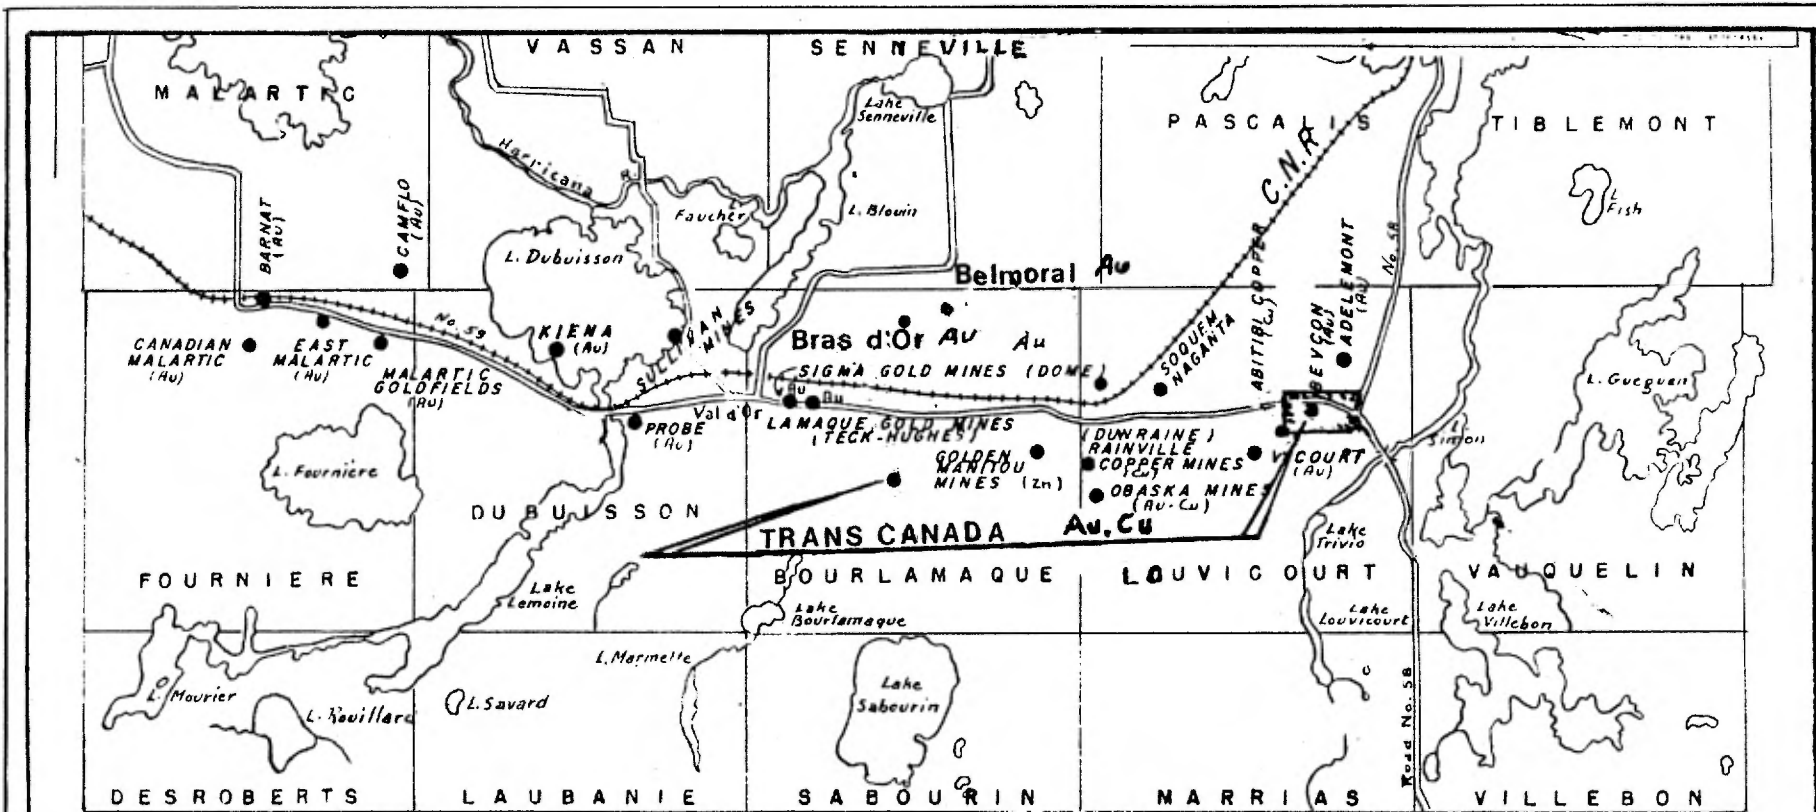 VASSAN
SENNEVILLE
MALARTIC
Lake
Senneville
PASCALIS
TIBLEMONT
C.N.R
Harricana
R.
L.
Faucher
L. Blouin
L.
Fish
BARNAT
(Au)
CAMFLO
(Au)
L. Dubuisson
Belmoral Au
No. 58
No. 59
KIENA
(Au)
SULLIVAN
MINES
Bras d'Or Au
Au
SOQUEM
NAGANTA
ABITIBI COPPER
(Cu)
BEVCON
(Au)
ADELEMONT
(Au)
CANADIAN
MALARTIC
(Au)
EAST
MALARTIC
(Au)
MALARTIC
GOLDFIELDS
(Au)
SIGMA GOLD MINES (DOME)
Au
Au
L. Gueguen
Val d'Or
PROBE
(Au)
LAMAQUE GOLD MINES
(TECK-HUGHES)
GOLDEN
MANITOU
MINES (Zn)
(DUNRAINE)
RAINVILLE
COPPER MINES
(Cu)
OBASKA MINES
(Au-Cu)
COURT
(Au)
L.
Simon
L. Fournière
DUBUISSON
TRANS CANADA
Au, Cu
Lake
Trivio
FOURNIERE
Lake
Lemoine
BOURLAMAQUE
LOUVICOURT
VAUQUELIN
Lake
Bourlamaque
Lake
Louvicourt
Lake
Villebon
L. Marmette
L. Mourier
L. Rouillard
L. Savard
Lake
Sabourin
Road No. 58
DESROBERTS
LAUBANIE
SABOURIN
MARRIAS
VILLEBON